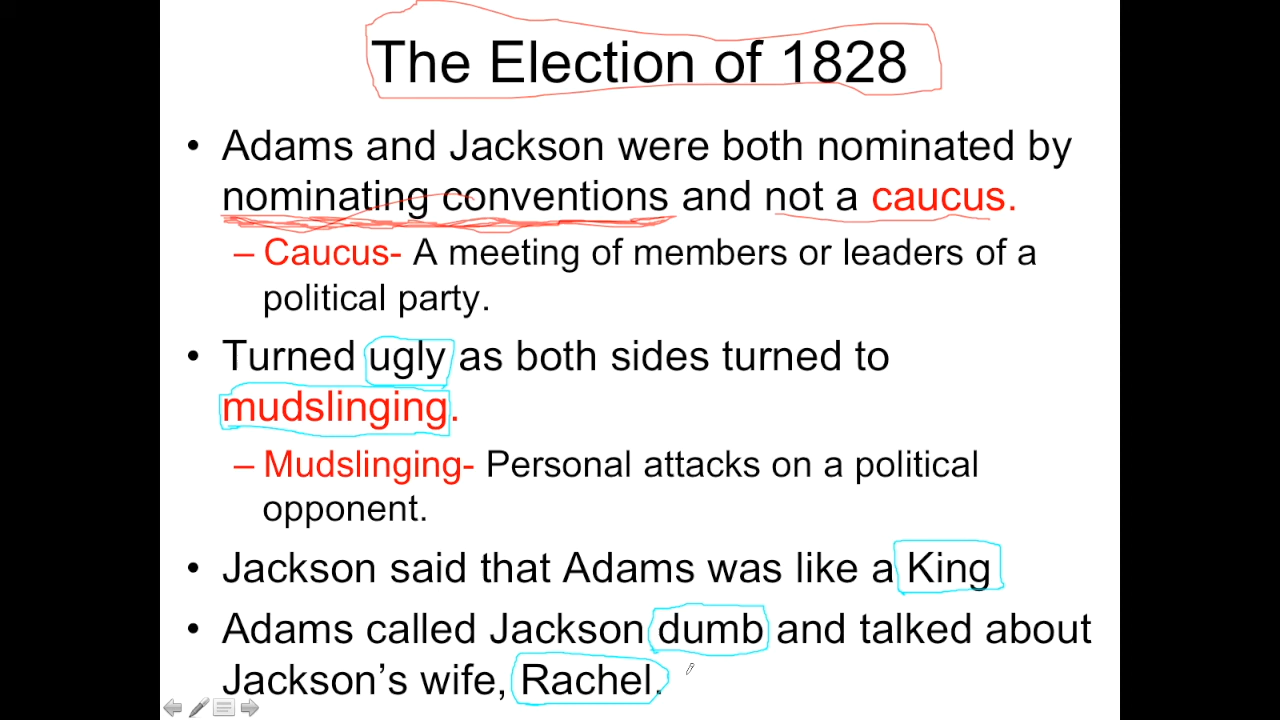 The Election of 1828
• Adams and Jackson were both nominated by
nominating conventions and not a caucus.
– Caucus- A meeting of members or leaders of a
political party.
• Turned ugly as both sides turned to
mudslinging.
– Mudslinging- Personal attacks on a political
opponent.
• Jackson said that Adams was like a King
• Adams called Jackson dumb and talked about
Jackson’s wife, Rachel.